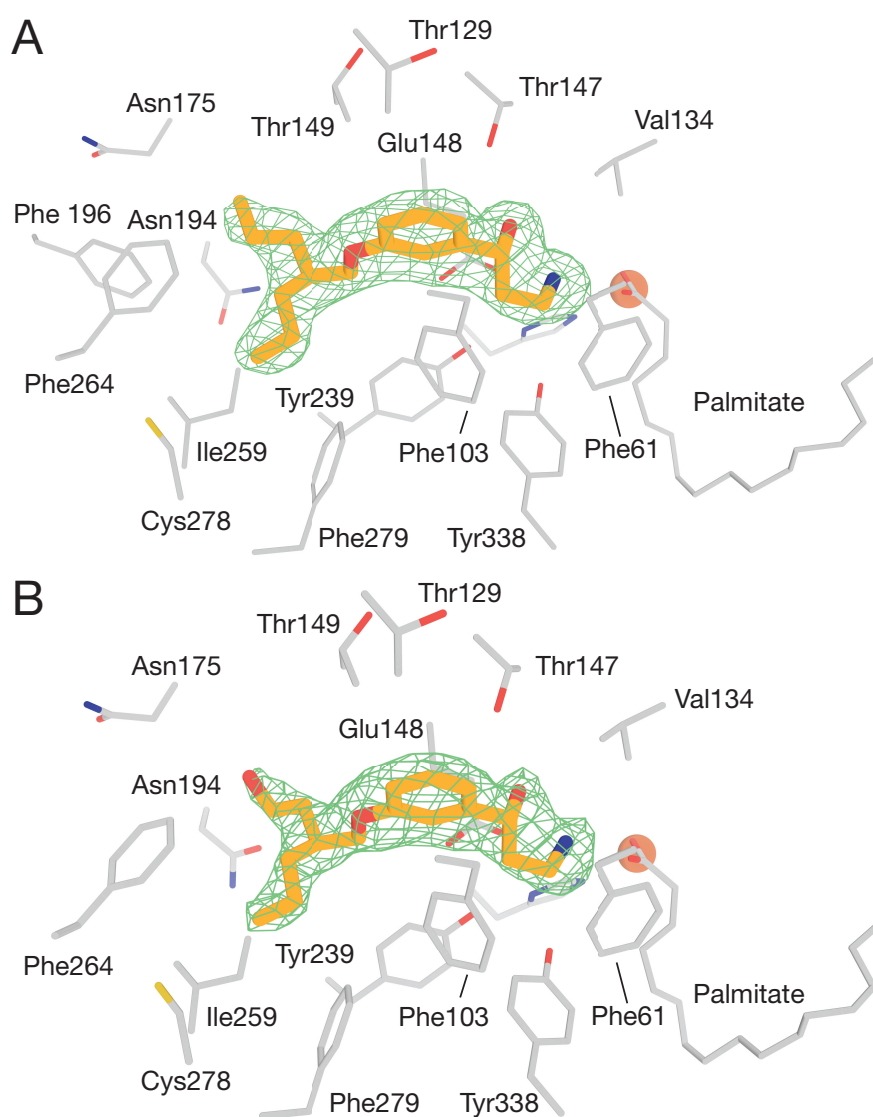 A
Thr129
Thr147
Asn175
Thr149
Glu148
Val134
Phe 196
Asn194
Phe264
Tyr239
Palmitate
Ile259
Phe103
Phe61
Cys278
Phe279
Tyr338
B
Thr129
Thr149
Thr147
Asn175
Glu148
Val134
Asn194
Phe264
Tyr239
Palmitate
Ile259
Phe103
Phe61
Cys278
Phe279
Tyr338